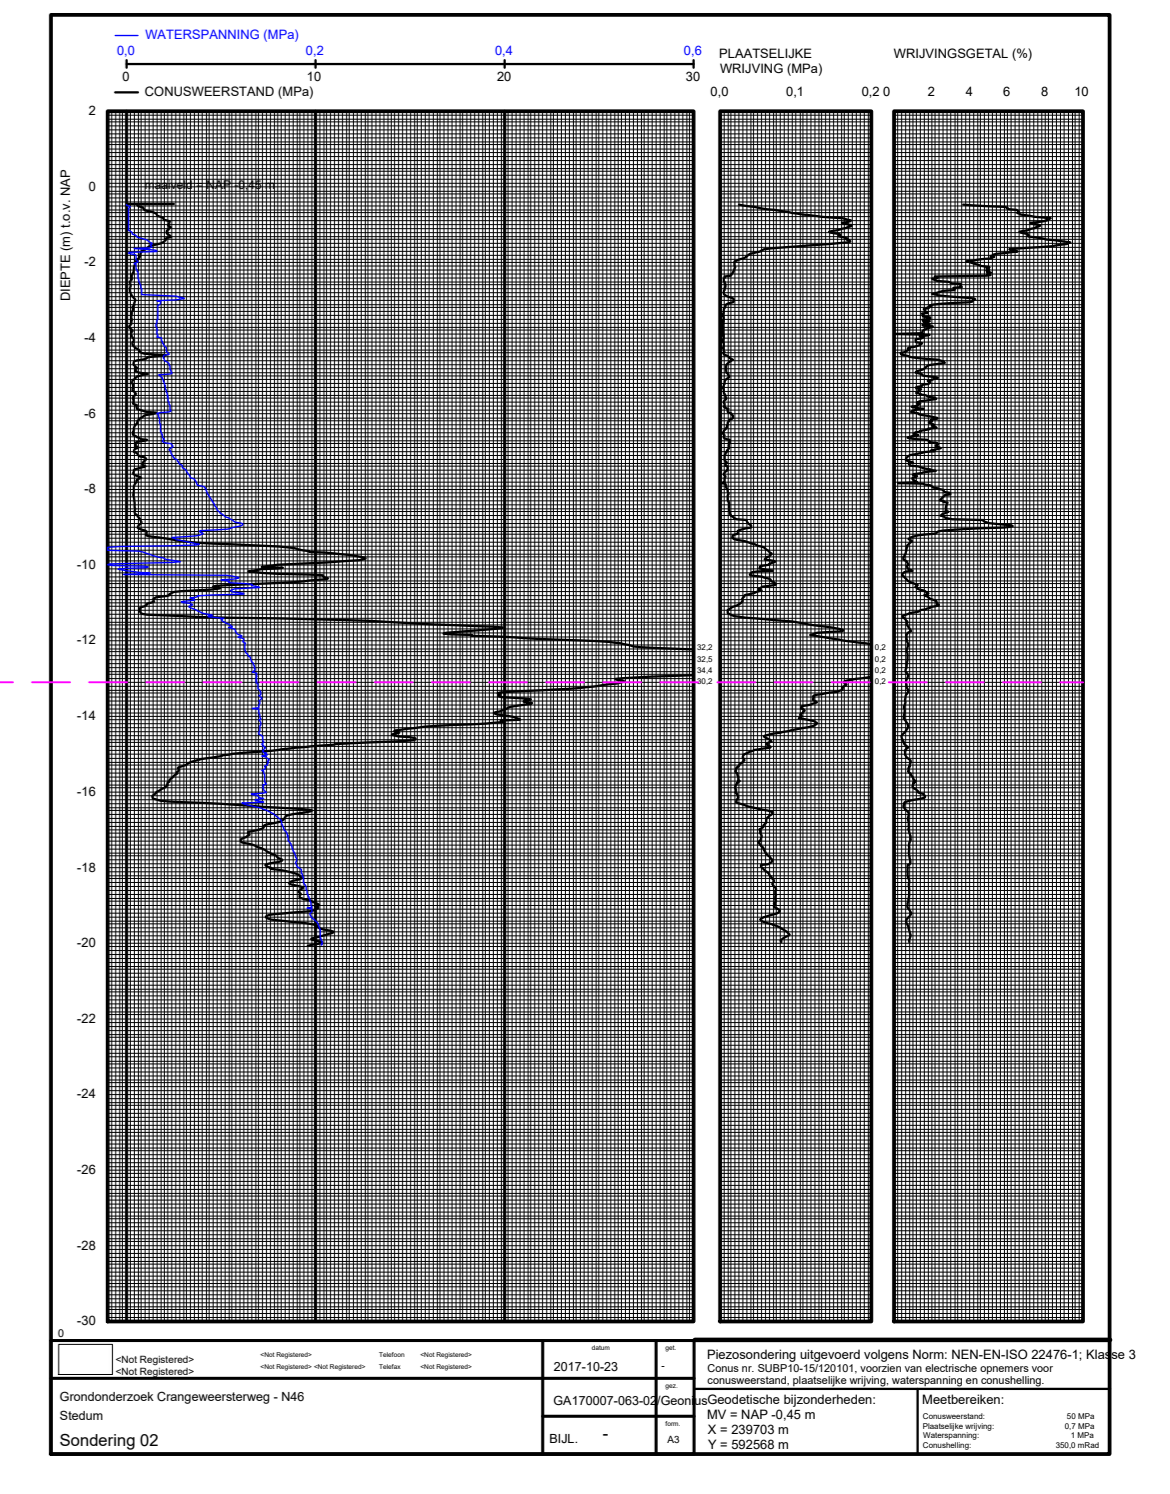 WATERSPANNING (MPa)
0,0 0,2 0,4 0,6
0 10 20 30
CONUSWEERSTAND (MPa)
PLAATSELIJKE
WRIJVING (MPa)
0,0 0,1 0,2
WRIJVINGSGETAL (%)
0 2 4 6 8 10
DIEPTE (m) t.o.v. NAP
2
0
-2
-4
-6
-8
-10
-12
-14
-16
-18
-20
-22
-24
-26
-28
-30
maaiveld = NAP -0,45 m
32,2 0,2
32,5 0,2
34,4 0,2
30,2 0,2
0
<Not Registered>
<Not Registered>
<Not Registered> Telefoon <Not Registered>
<Not Registered> <Not Registered> Telefax <Not Registered>
Grondonderzoek Crangeweersterweg - N46
Stedum
Sondering 02
datum
2017-10-23
get.
-
GA170007-063-02/Geonius
gez.
BIJL. -
form.
A3
Piezosondering uitgevoerd volgens Norm: NEN-EN-ISO 22476-1; Klasse 3
Conus nr. SUBP10-15/120101, voorzien van electrische opnemers voor
conusweerstand, plaatselijke wrijving, waterspanning en conushelling.
Geodetische bijzonderheden:
MV = NAP -0,45 m
X = 239703 m
Y = 592568 m
Meetbereiken:
Conusweerstand: 50 MPa
Plaatselijke wrijving: 0,7 MPa
Waterspanning: 1 MPa
Conushelling: 350,0 mRad